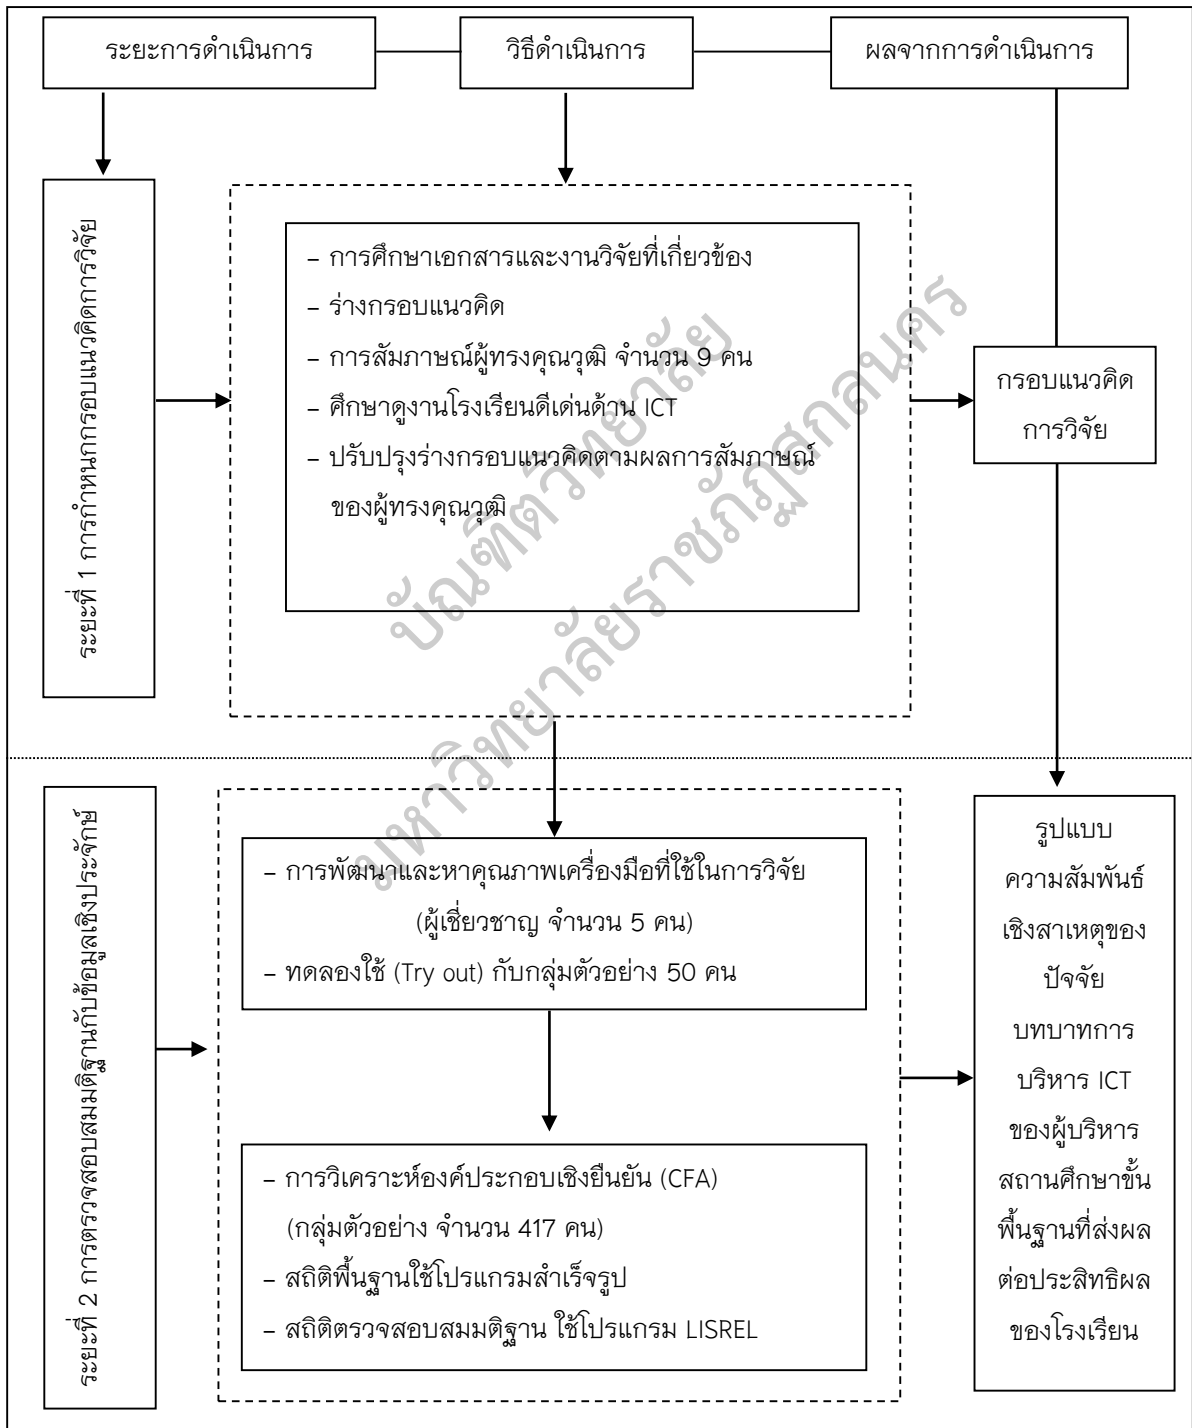 ระยะการดำเนินการ
วิธีดำเนินการ
ผลจากการดำเนินการ
ระยะที่ 1 การกำหนกกรอบแนวคิดการวิจัย
– การศึกษาเอกสารและงานวิจัยที่เกี่ยวข้อง
– ร่างกรอบแนวคิด
– การสัมภาษณ์ผู้ทรงคุณวุฒิ จำนวน 9 คน
– ศึกษาดูงานโรงเรียนดีเด่นด้าน ICT
– ปรับปรุงร่างกรอบแนวคิดตามผลการสัมภาษณ์
ของผู้ทรงคุณวุฒิ
กรอบแนวคิด
การวิจัย
บัณฑิตวิทยาลัย
มหาวิทยาลัยราชภัฏสกลนคร
ระยะที่ 2 การตรวจสอบสมมติฐานกับข้อมูลเชิงประจักษ์
– การพัฒนาและหาคุณภาพเครื่องมือที่ใช้ในการวิจัย
(ผู้เชี่ยวชาญ จำนวน 5 คน)
– ทดลองใช้ (Try out) กับกลุ่มตัวอย่าง 50 คน
– การวิเคราะห์องค์ประกอบเชิงยืนยัน (CFA)
(กลุ่มตัวอย่าง จำนวน 417 คน)
– สถิติพื้นฐานใช้โปรแกรมสำเร็จรูป
– สถิติตรวจสอบสมมติฐาน ใช้โปรแกรม LISREL
รูปแบบ
ความสัมพันธ์
เชิงสาเหตุของ
ปัจจัย
บทบาทการ
บริหาร ICT
ของผู้บริหาร
สถานศึกษาขั้น
พื้นฐานที่ส่งผล
ต่อประสิทธิผล
ของโรงเรียน